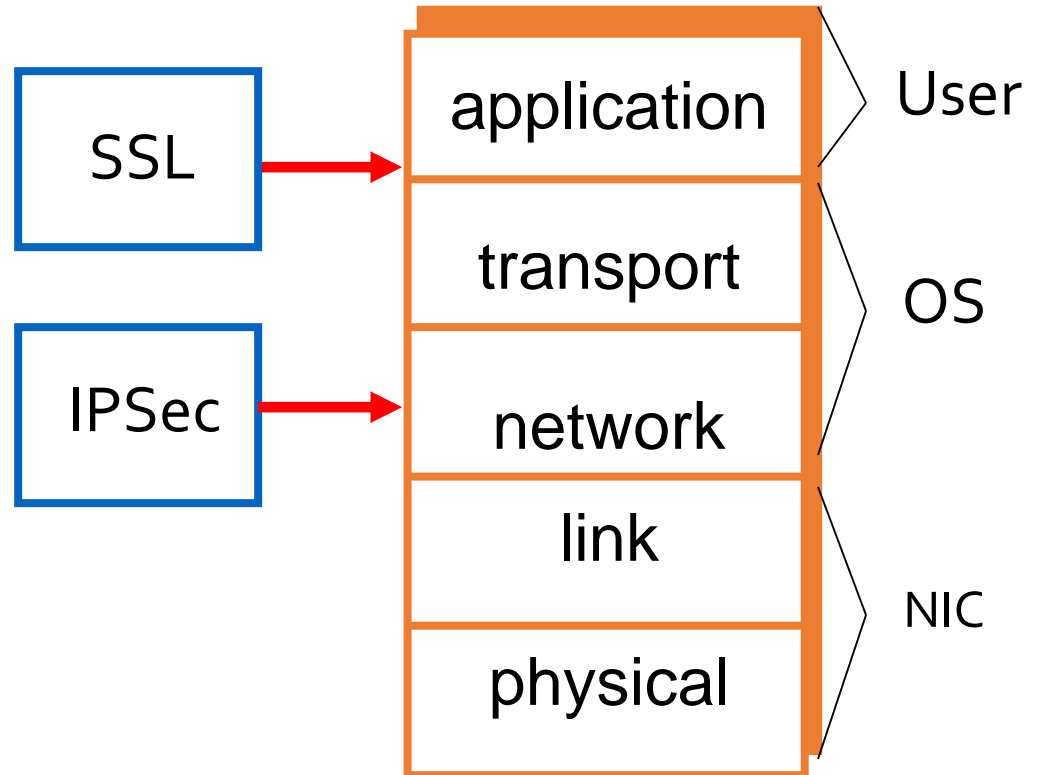 SSL
IPSec
application
transport
network
link
physical
User
OS
NIC